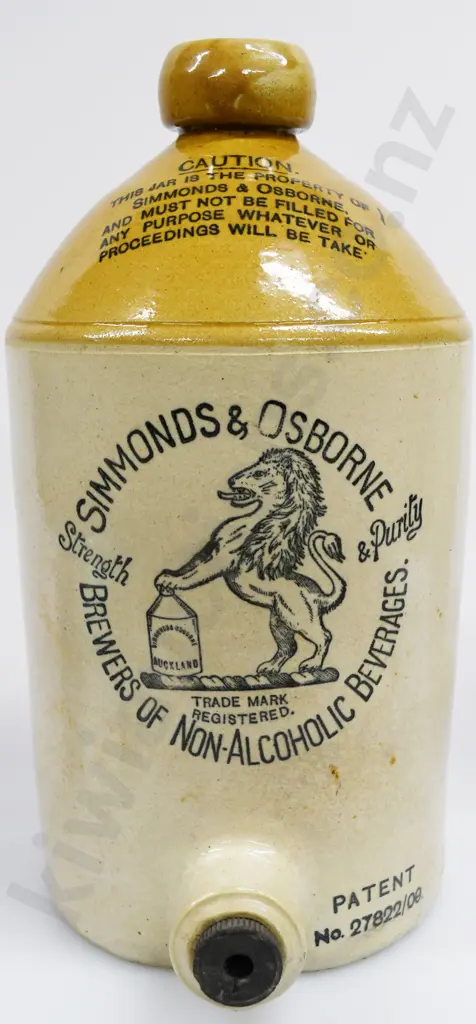 CAUTION.
THIS JAR IS THE PROPERTY OF
SIMMONDS & OSBORNE
AND MUST NOT BE FILLED FOR
ANY PURPOSE WHATEVER OR
PROCEEDINGS WILL BE TAKE
SIMMONDS & OSBORNE
Strength
& Purity
AUCKLAND
TRADE MARK
REGISTERED.
BREWERS OF NON-ALCOHOLIC BEVERAGES.
PATENT
No. 27822/09.